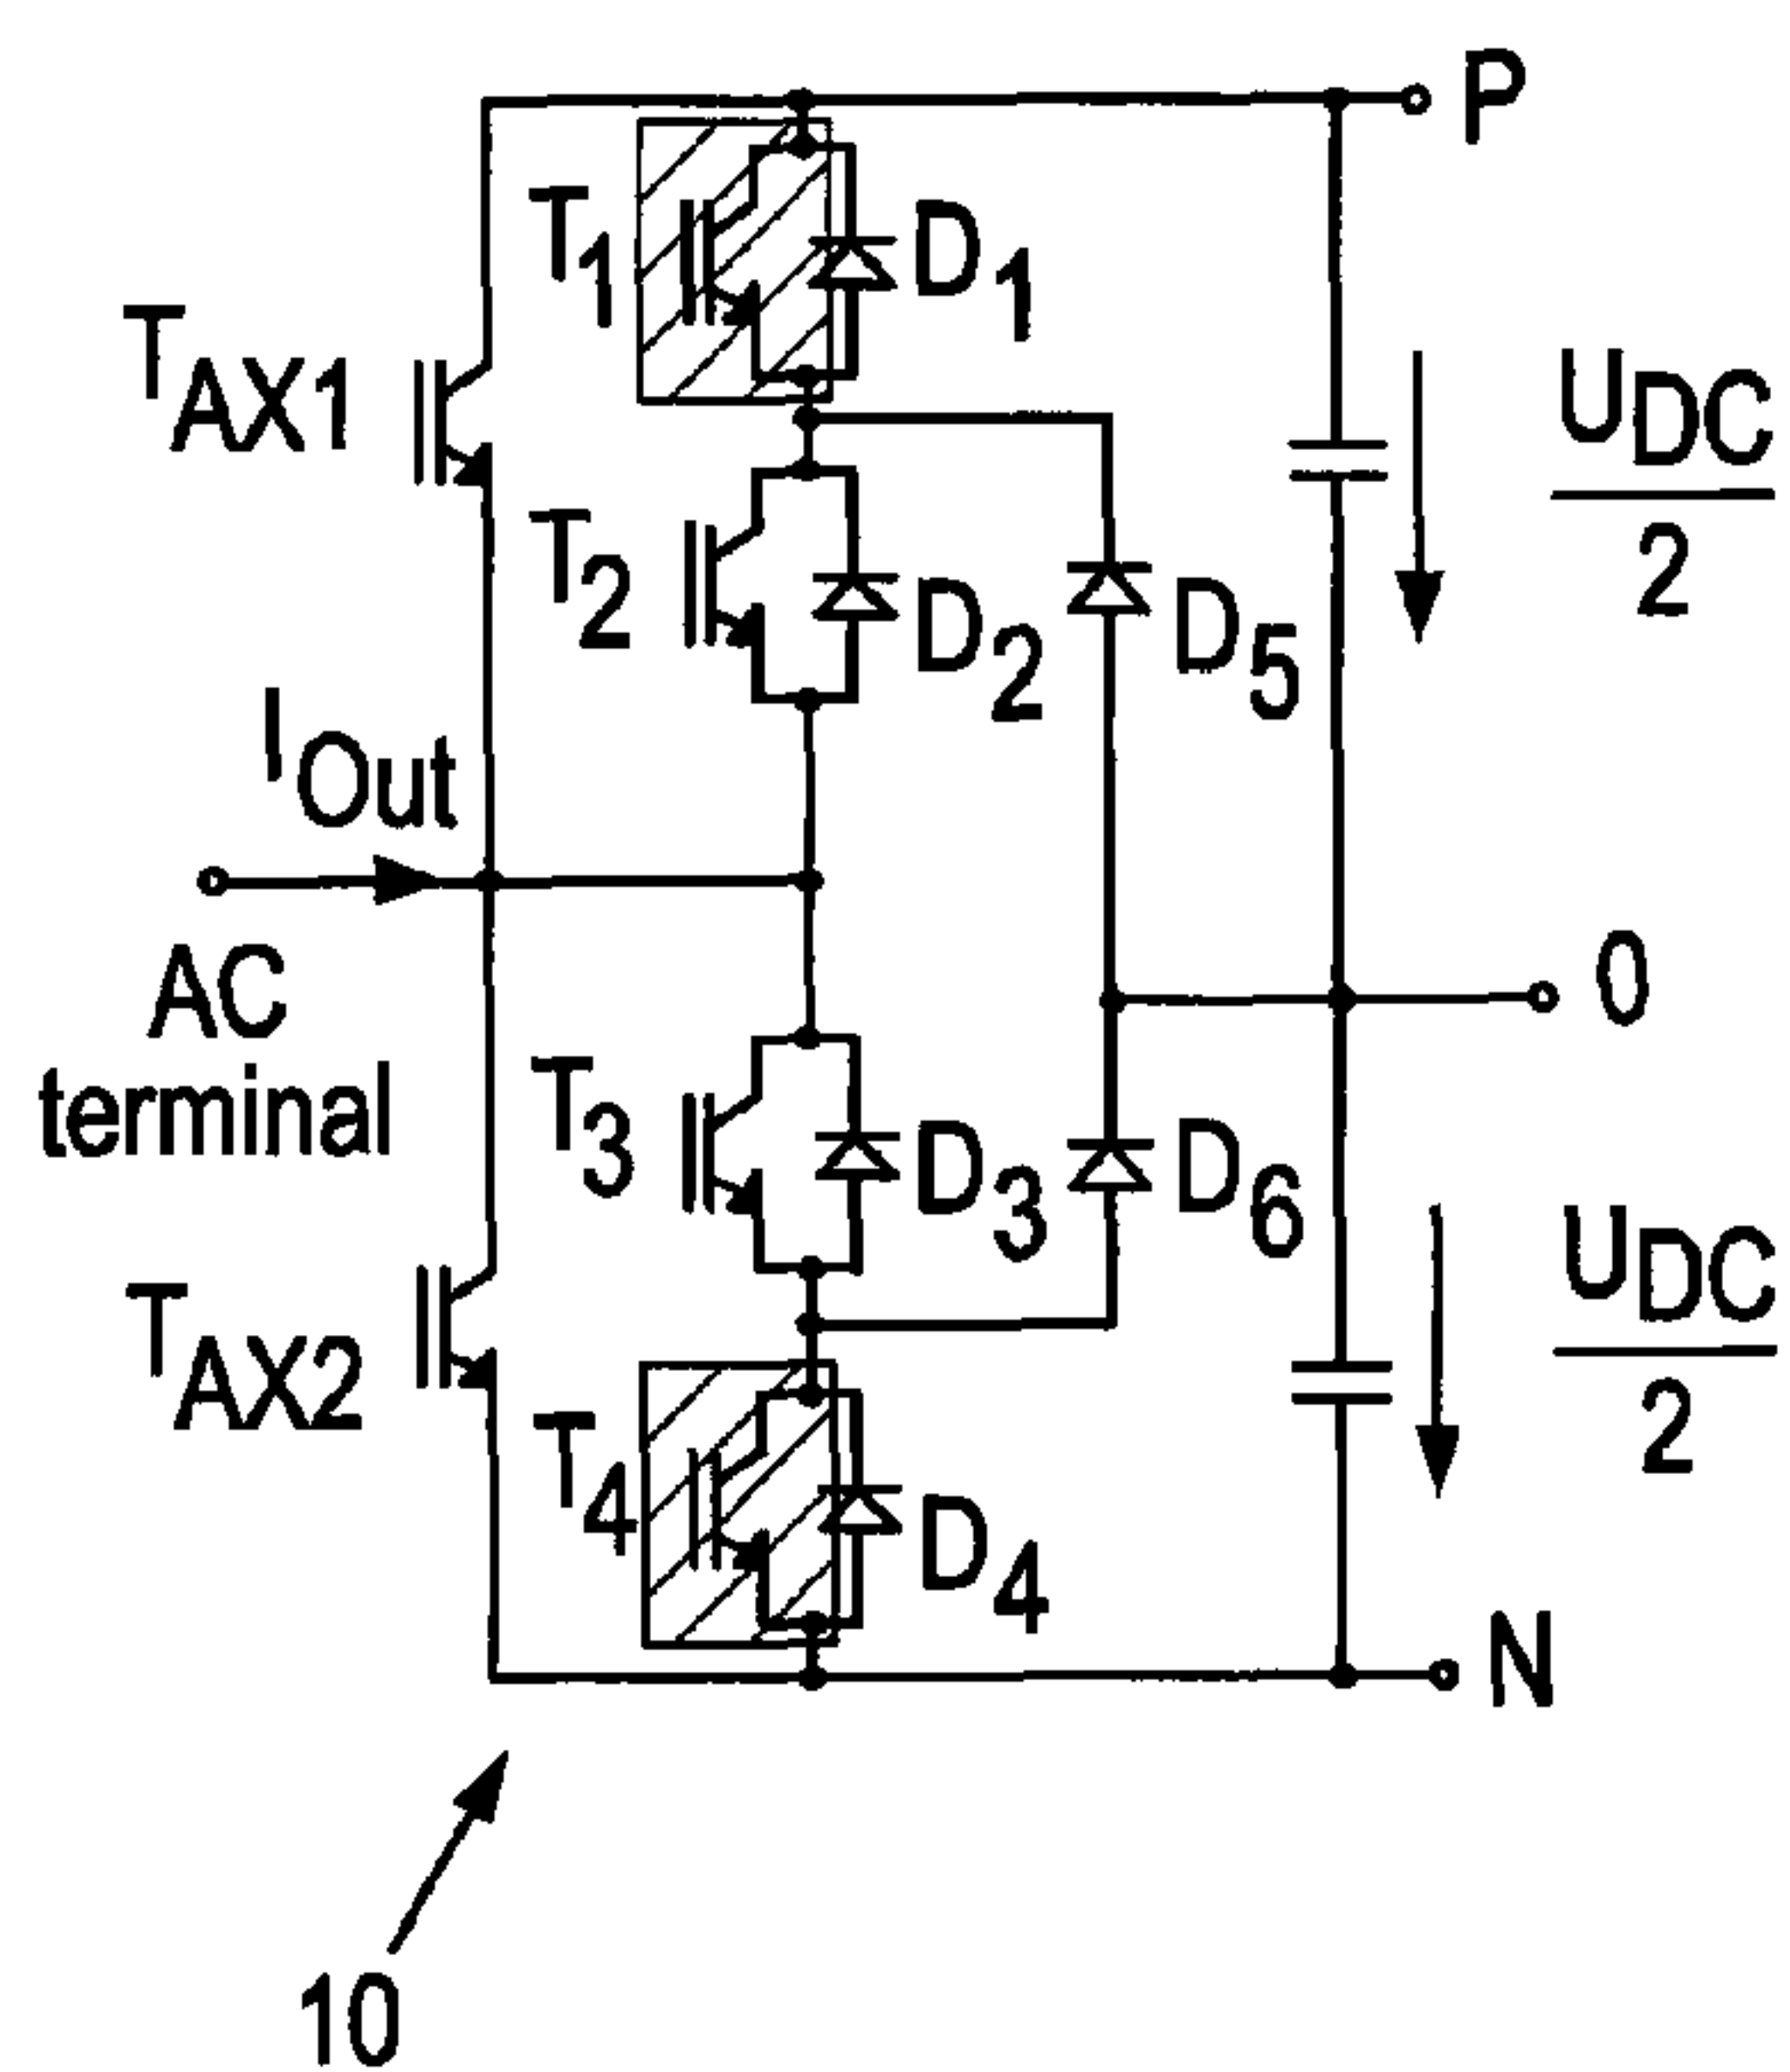 P
T1
D1
TAX1
UDC
2
T2
D2
D5
IOut
AC
terminal
0
T3
D3
D6
TAX2
UDC
2
T4
D4
N
10